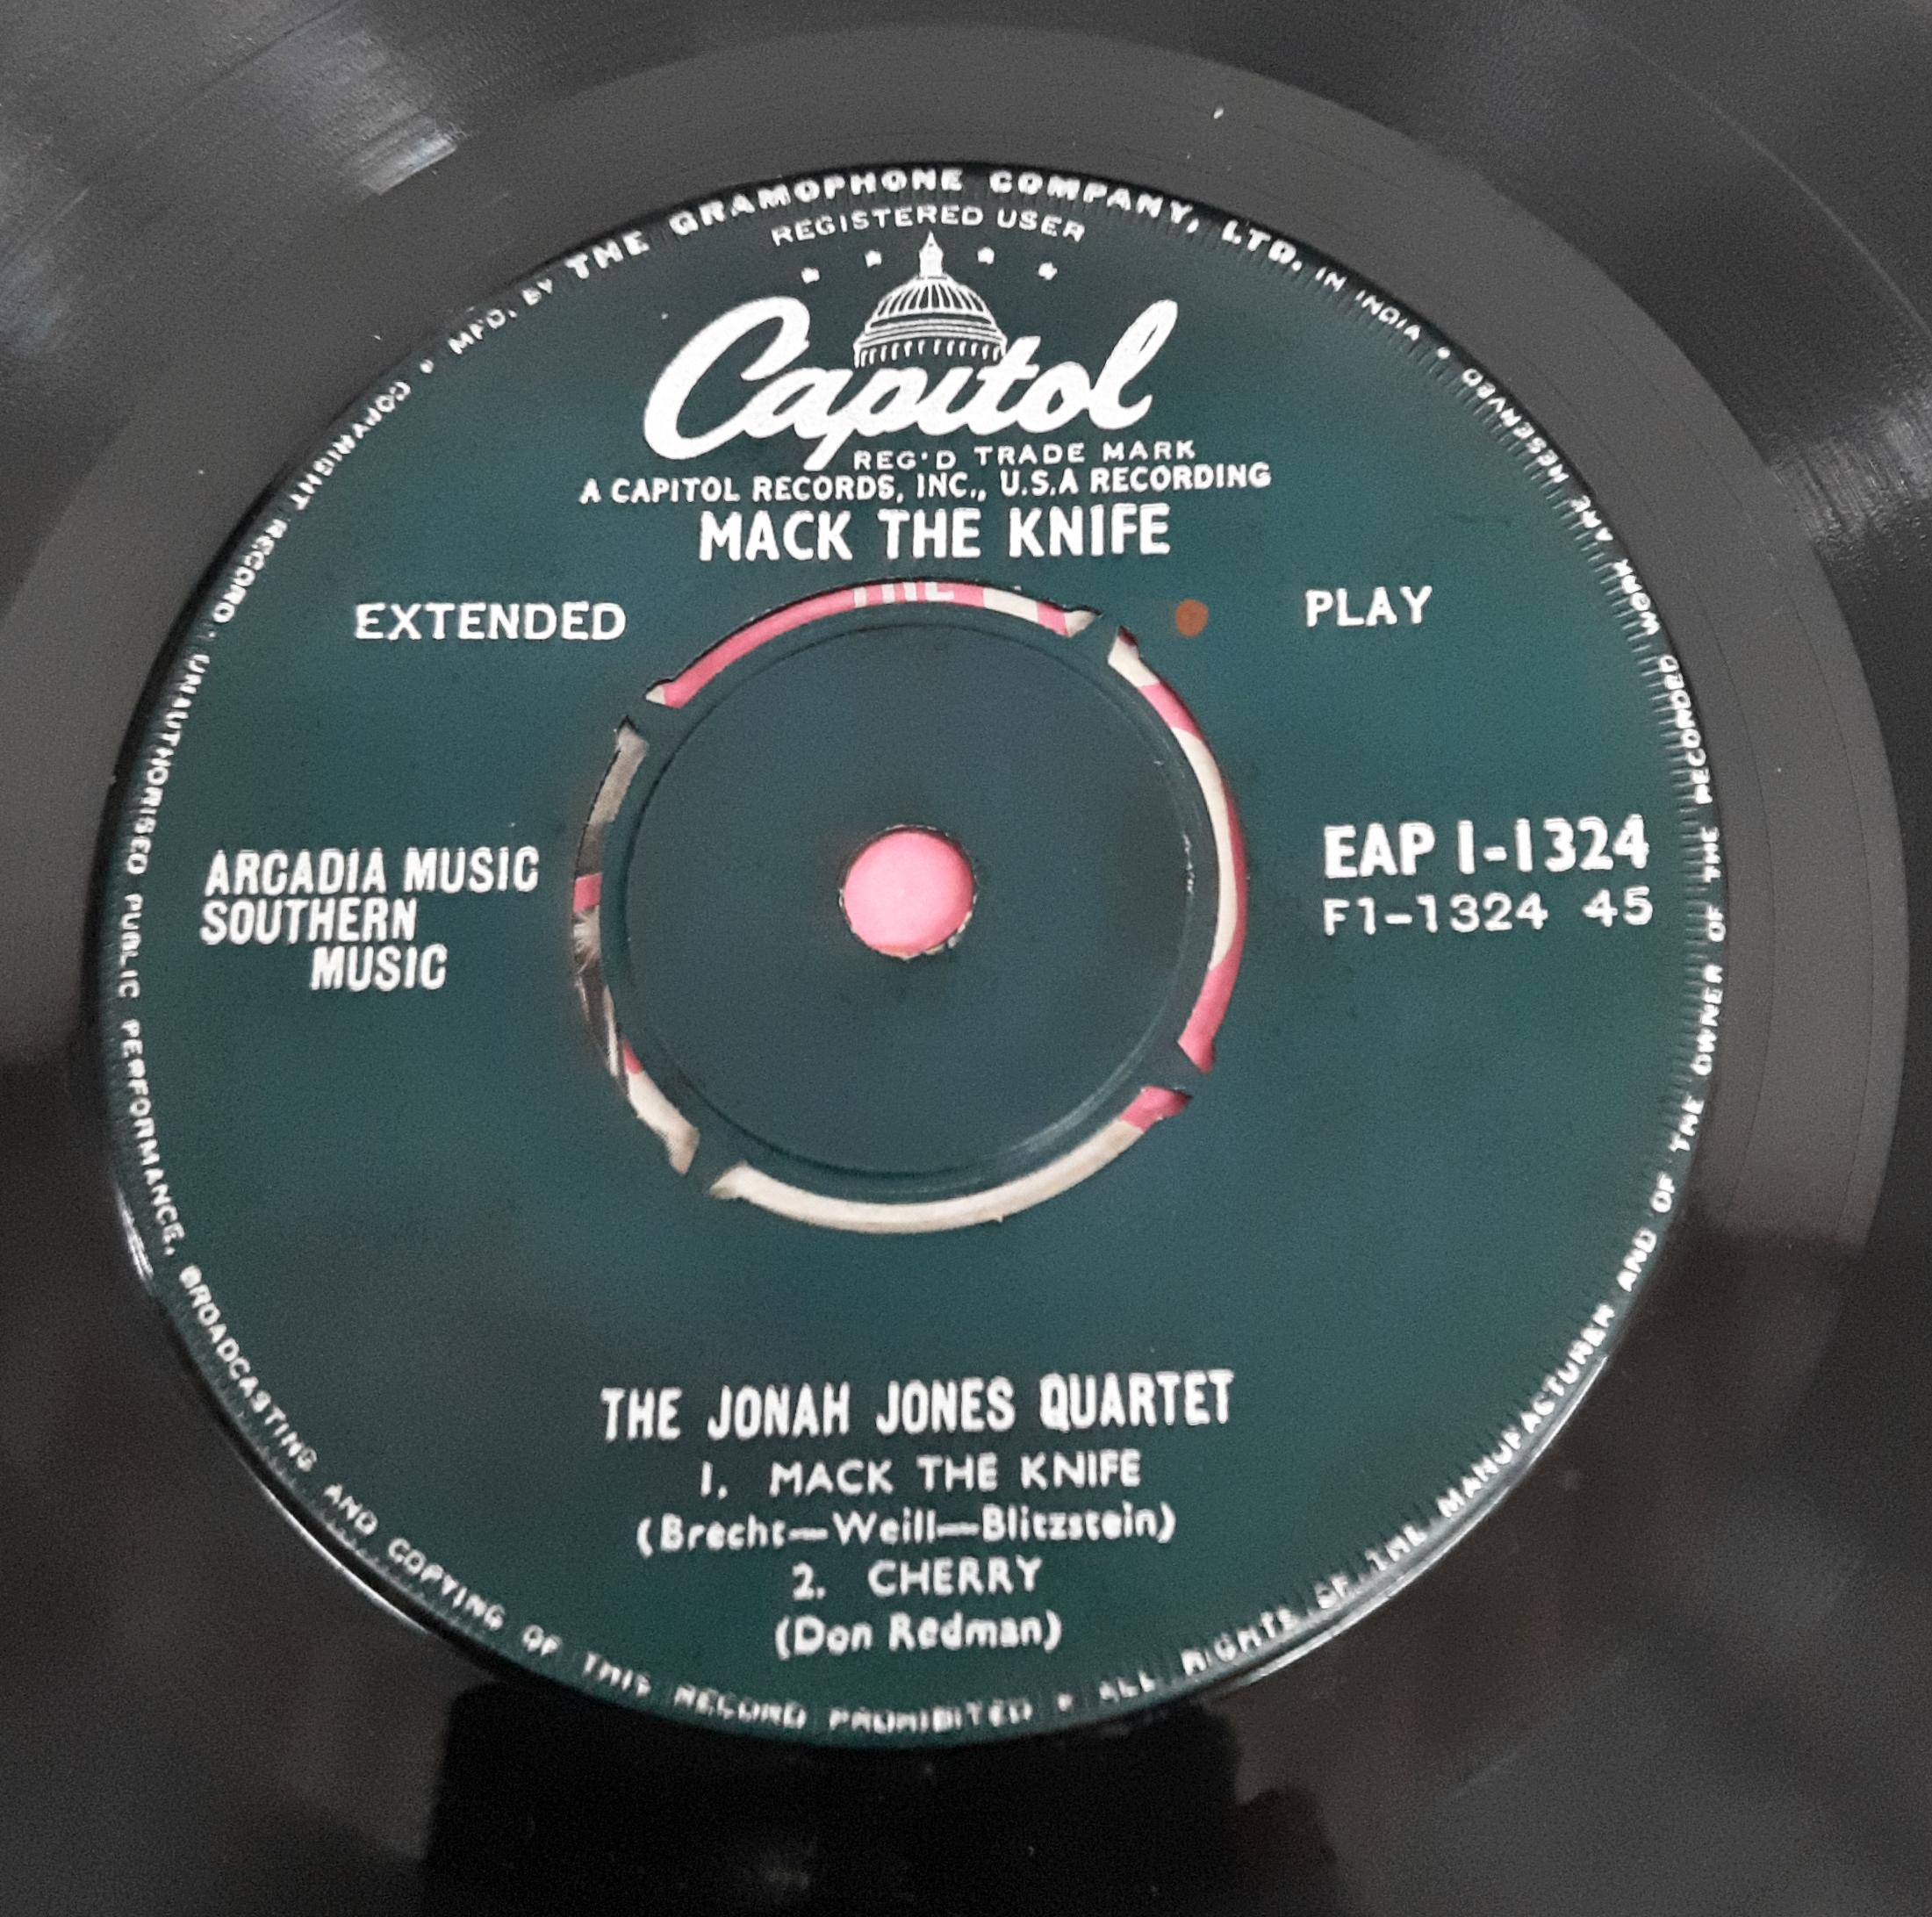 MFD. BY THE GRAMOPHONE COMPANY, LTD. IN INDIA • COPYRIGHT RECORD. UNAUTHORISED PUBLIC PERFORMANCE, BROADCASTING AND COPYING OF THIS RECORD PROHIBITED • ALL RIGHTS OF THE MANUFACTURER AND OF THE OWNER OF THE RECORDED WORK ARE RESERVED
REGISTERED USER
Capitol
REG'D TRADE MARK
A CAPITOL RECORDS, INC., U.S.A RECORDING
MACK THE KNIFE
EXTENDED PLAY
ARCADIA MUSIC
SOUTHERN
MUSIC
EAP 1-1324
F1-1324 45
THE JONAH JONES QUARTET
1. MACK THE KNIFE
(Brecht—Weill—Blitzstein)
2. CHERRY
(Don Redman)